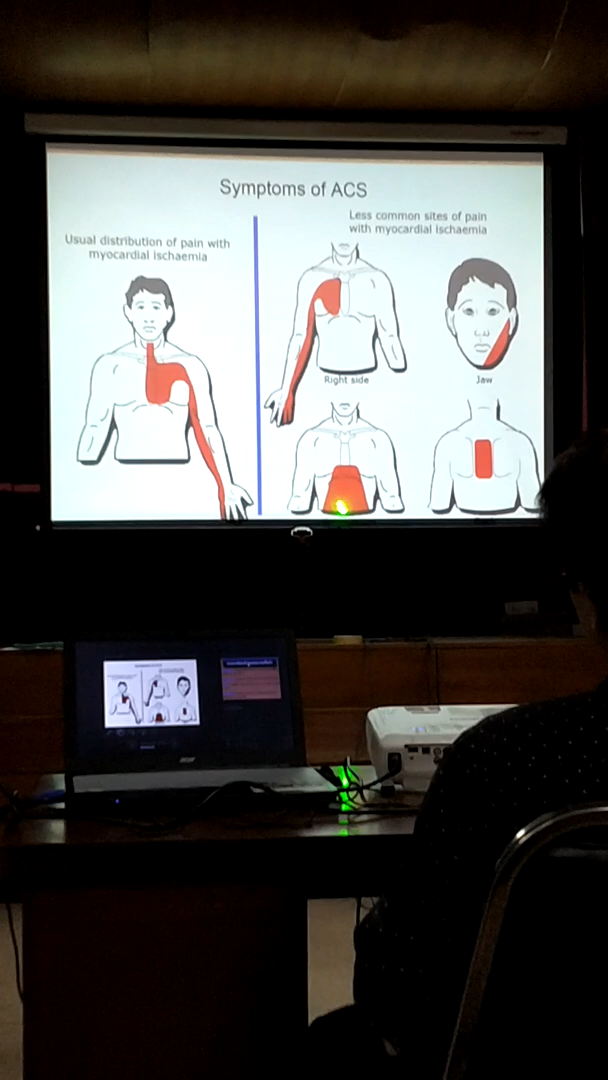 Symptoms of ACS
Usual distribution of pain with
myocardial ischaemia
Less common sites of pain
with myocardial ischaemia
Right side
Jaw
acer